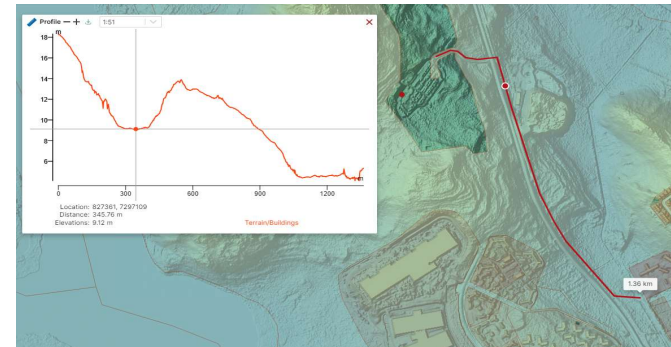 Profile
1:51
m
18
16
14
12
10
8
6
0 300 600 900 1200
m
Location: 827361, 7297109
Distance: 345.76 m
Elevations: 9.12 m
Terrain/Buildings
1.36 km